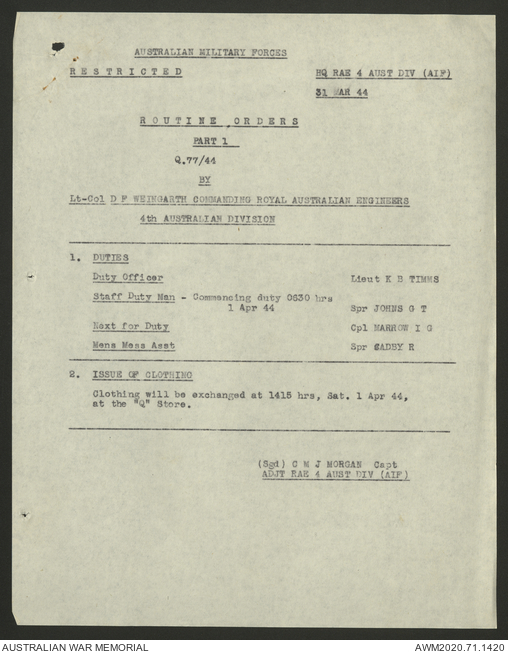 AUSTRALIAN MILITARY FORCES
RESTRICTED HQ RAE 4 AUST DIV (AIF)
31 MAR 44
ROUTINE ORDERS
PART 1
Q.77/44
BY
Lt-Col D F WEINGARTH COMMANDING ROYAL AUSTRALIAN ENGINEERS
4th AUSTRALIAN DIVISION
1. DUTIES
Duty Officer Lieut K B TIMMS
Staff Duty Man - Commencing duty 0630 hrs
1 Apr 44 Spr JOHNS G T
Next for Duty Cpl MARROW I G
Mens Mess Asst Spr CADBY R
2. ISSUE OF CLOTHING
Clothing will be exchanged at 1415 hrs, Sat. 1 Apr 44,
at the "Q" Store.
(Sgd) C M J MORGAN Capt
ADJT RAE 4 AUST DIV (AIF)
AUSTRALIAN WAR MEMORIAL AWM2020.71.1420